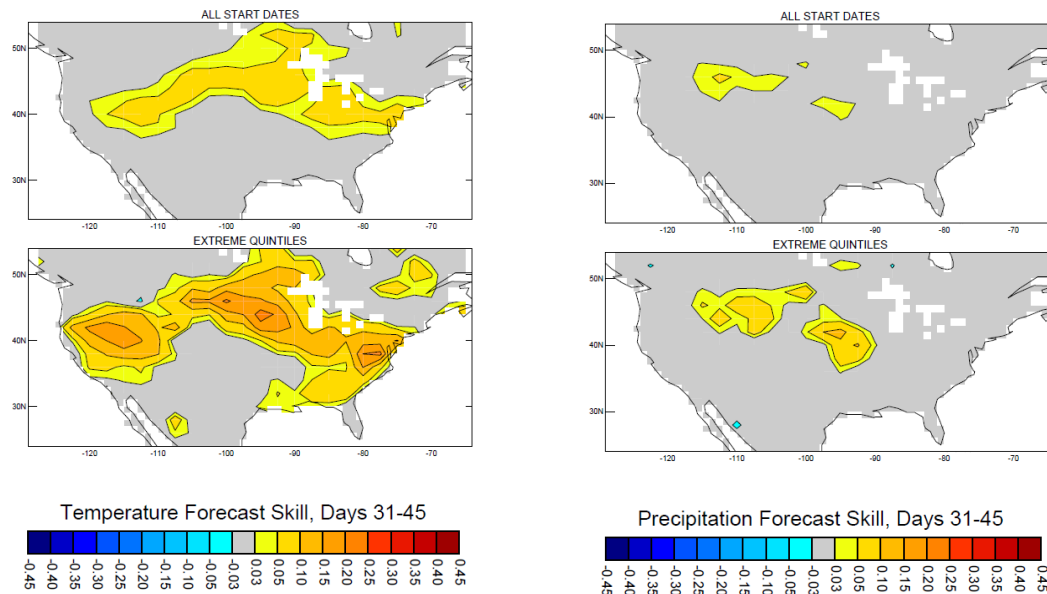 ALL START DATES
50N
40N
30N
-120 -110 -100 -90 -80 -70
EXTREME QUINTILES
50N
40N
30N
-120 -110 -100 -90 -80 -70
Temperature Forecast Skill, Days 31-45
-0.45 -0.40 -0.35 -0.30 -0.25 -0.20 -0.15 -0.10 -0.05 -0.03 0.03 0.05 0.10 0.15 0.20 0.25 0.30 0.35 0.40 0.45
ALL START DATES
50N
40N
30N
-120 -110 -100 -90 -80 -70
EXTREME QUINTILES
50N
40N
30N
-120 -110 -100 -90 -80 -70
Precipitation Forecast Skill, Days 31-45
-0.45 -0.40 -0.35 -0.30 -0.25 -0.20 -0.15 -0.10 -0.05 -0.03 0.03 0.05 0.10 0.15 0.20 0.25 0.30 0.35 0.40 0.45